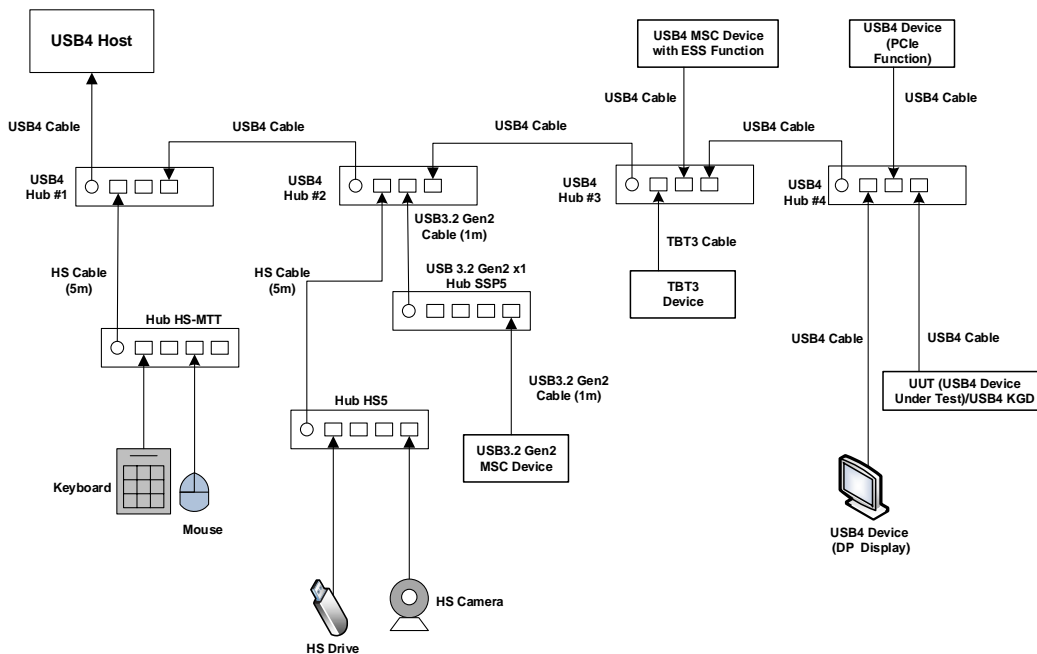 USB4 Host
USB4 MSC Device
with ESS Function
USB4 Device
(PCIe
Function)
USB4 Cable
USB4 Cable
USB4 Cable
USB4 Cable
USB4 Cable
USB4 Cable
USB4
Hub #1
USB4
Hub #2
USB4
Hub #3
USB4
Hub #4
USB3.2 Gen2
Cable (1m)
TBT3 Cable
HS Cable
(5m)
HS Cable
(5m)
USB 3.2 Gen2 x1
Hub SSP5
TBT3
Device
Hub HS-MTT
USB4 Cable
USB4 Cable
USB3.2 Gen2
Cable (1m)
UUT (USB4 Device
Under Test)/USB4 KGD
Hub HS5
USB3.2 Gen2
MSC Device
Keyboard
Mouse
USB4 Device
(DP Display)
HS Camera
HS Drive